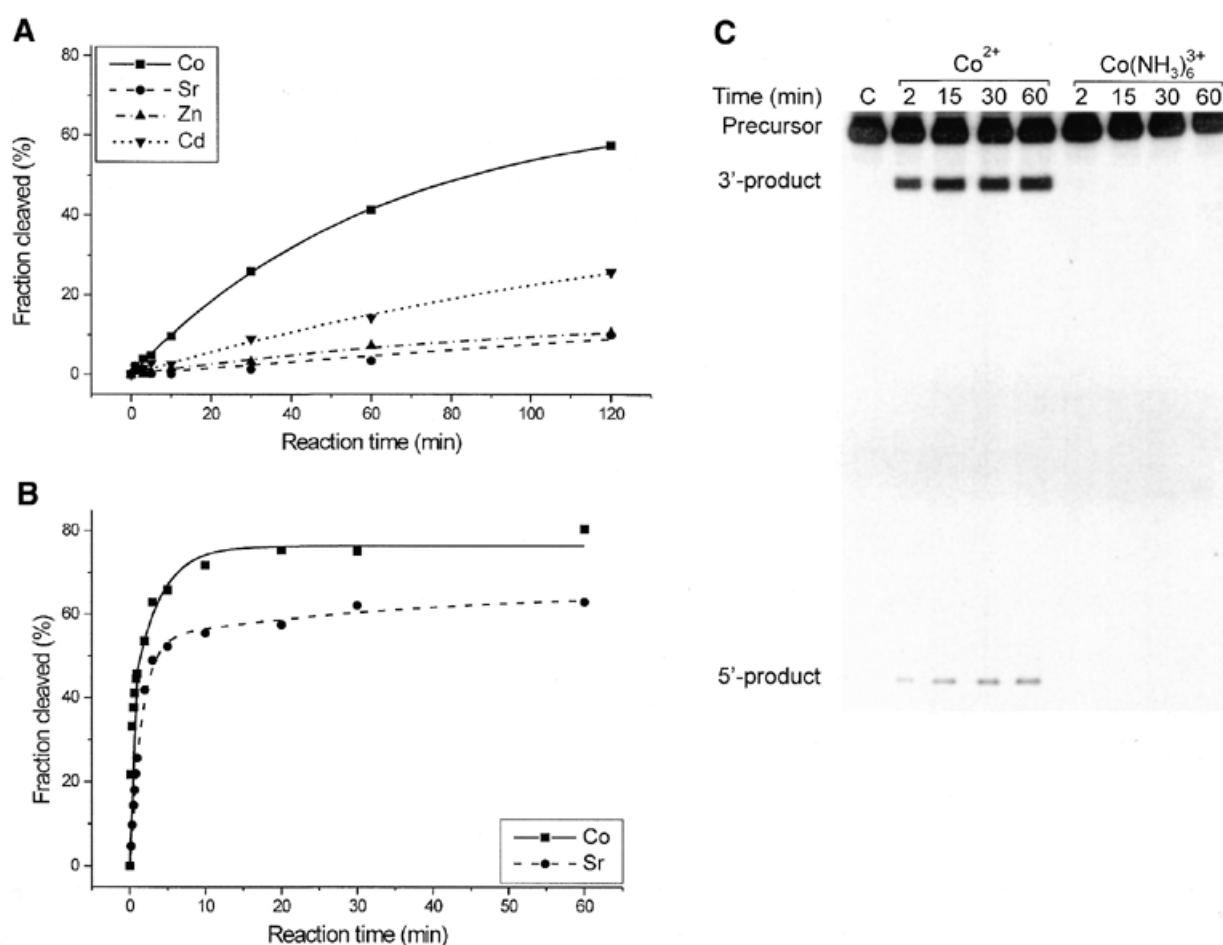 A
80
60
40
20
0
Fraction cleaved (%)
Co
Sr
Zn
Cd
0 20 40 60 80 100 120
Reaction time (min)
B
80
60
40
20
0
Fraction cleaved (%)
Co
Sr
0 10 20 30 40 50 60
Reaction time (min)
C
Co²⁺ Co(NH₃)₆³⁺
Time (min) C 2 15 30 60 2 15 30 60
Precursor
3'-product
5'-product